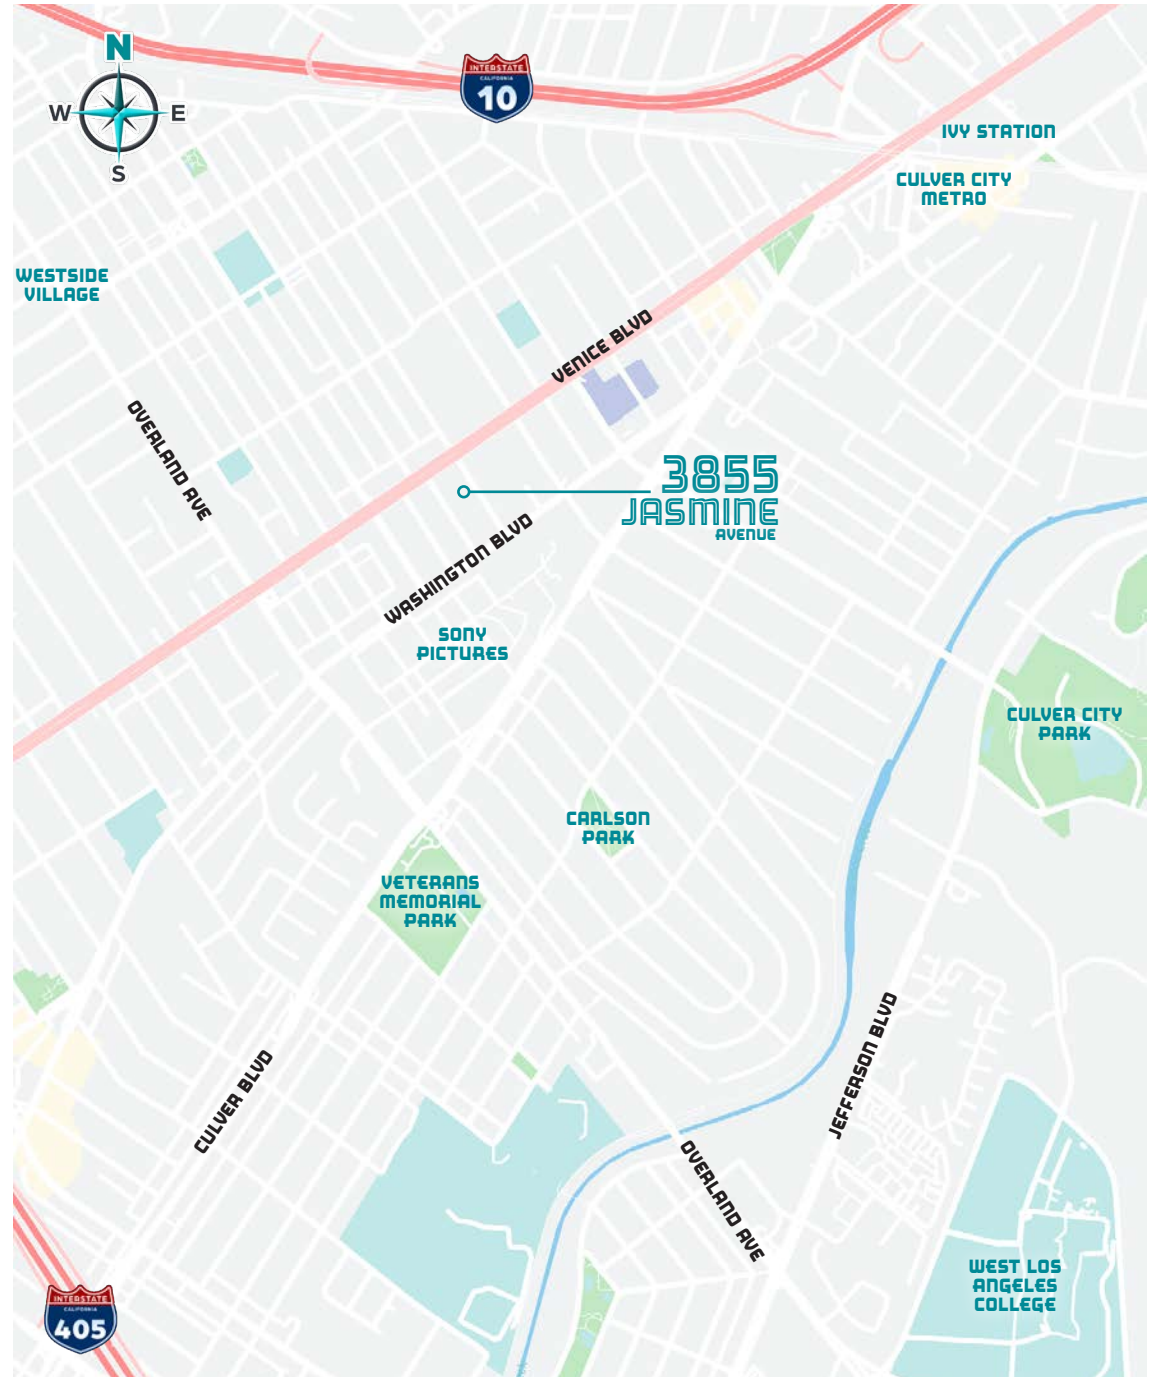 N
W
E
S
INTERSTATE
CALIFORNIA
10
IVY STATION
CULVER CITY
METRO
WESTSIDE
VILLAGE
VENICE BLVD
OVERLAND AVE
3855
JASMINE
AVENUE
WASHINGTON BLVD
SONY
PICTURES
CULVER CITY
PARK
CARLSON
PARK
VETERANS
MEMORIAL
PARK
CULVER BLVD
JEFFERSON BLVD
OVERLAND AVE
WEST LOS
ANGELES
COLLEGE
INTERSTATE
CALIFORNIA
405